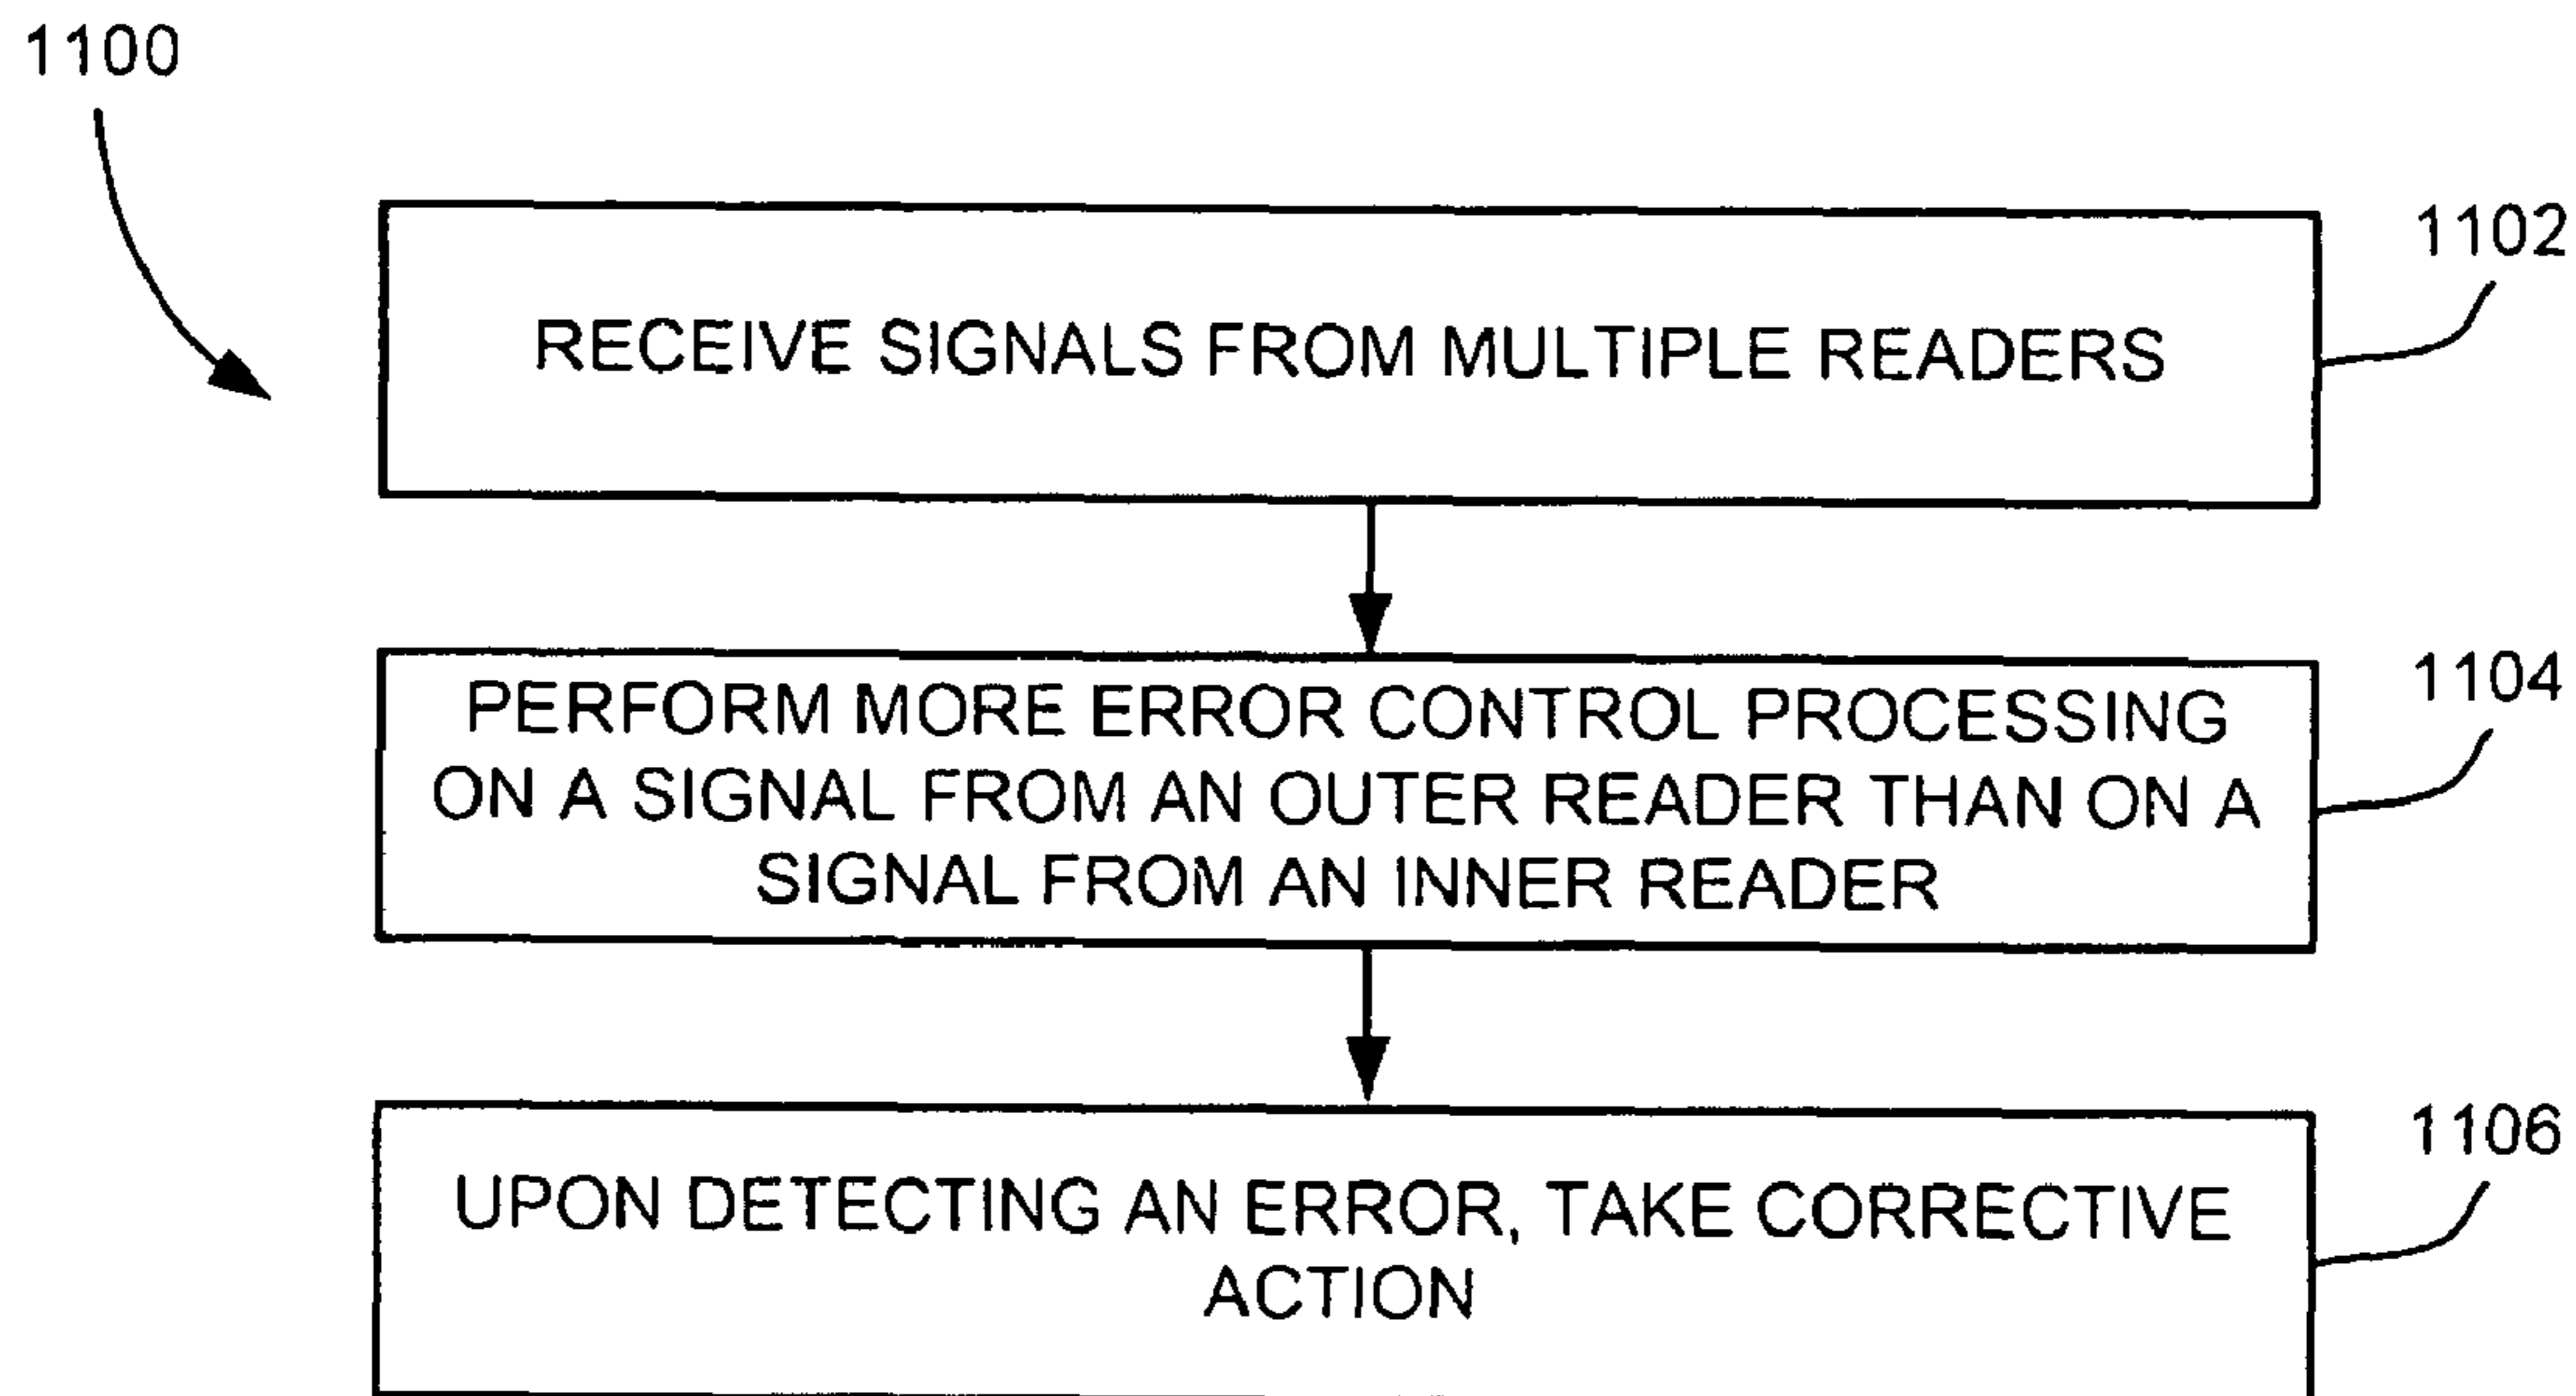 1100
1102
RECEIVE SIGNALS FROM MULTIPLE READERS
1104
PERFORM MORE ERROR CONTROL PROCESSING
ON A SIGNAL FROM AN OUTER READER THAN ON A
SIGNAL FROM AN INNER READER
1106
UPON DETECTING AN ERROR, TAKE CORRECTIVE
ACTION